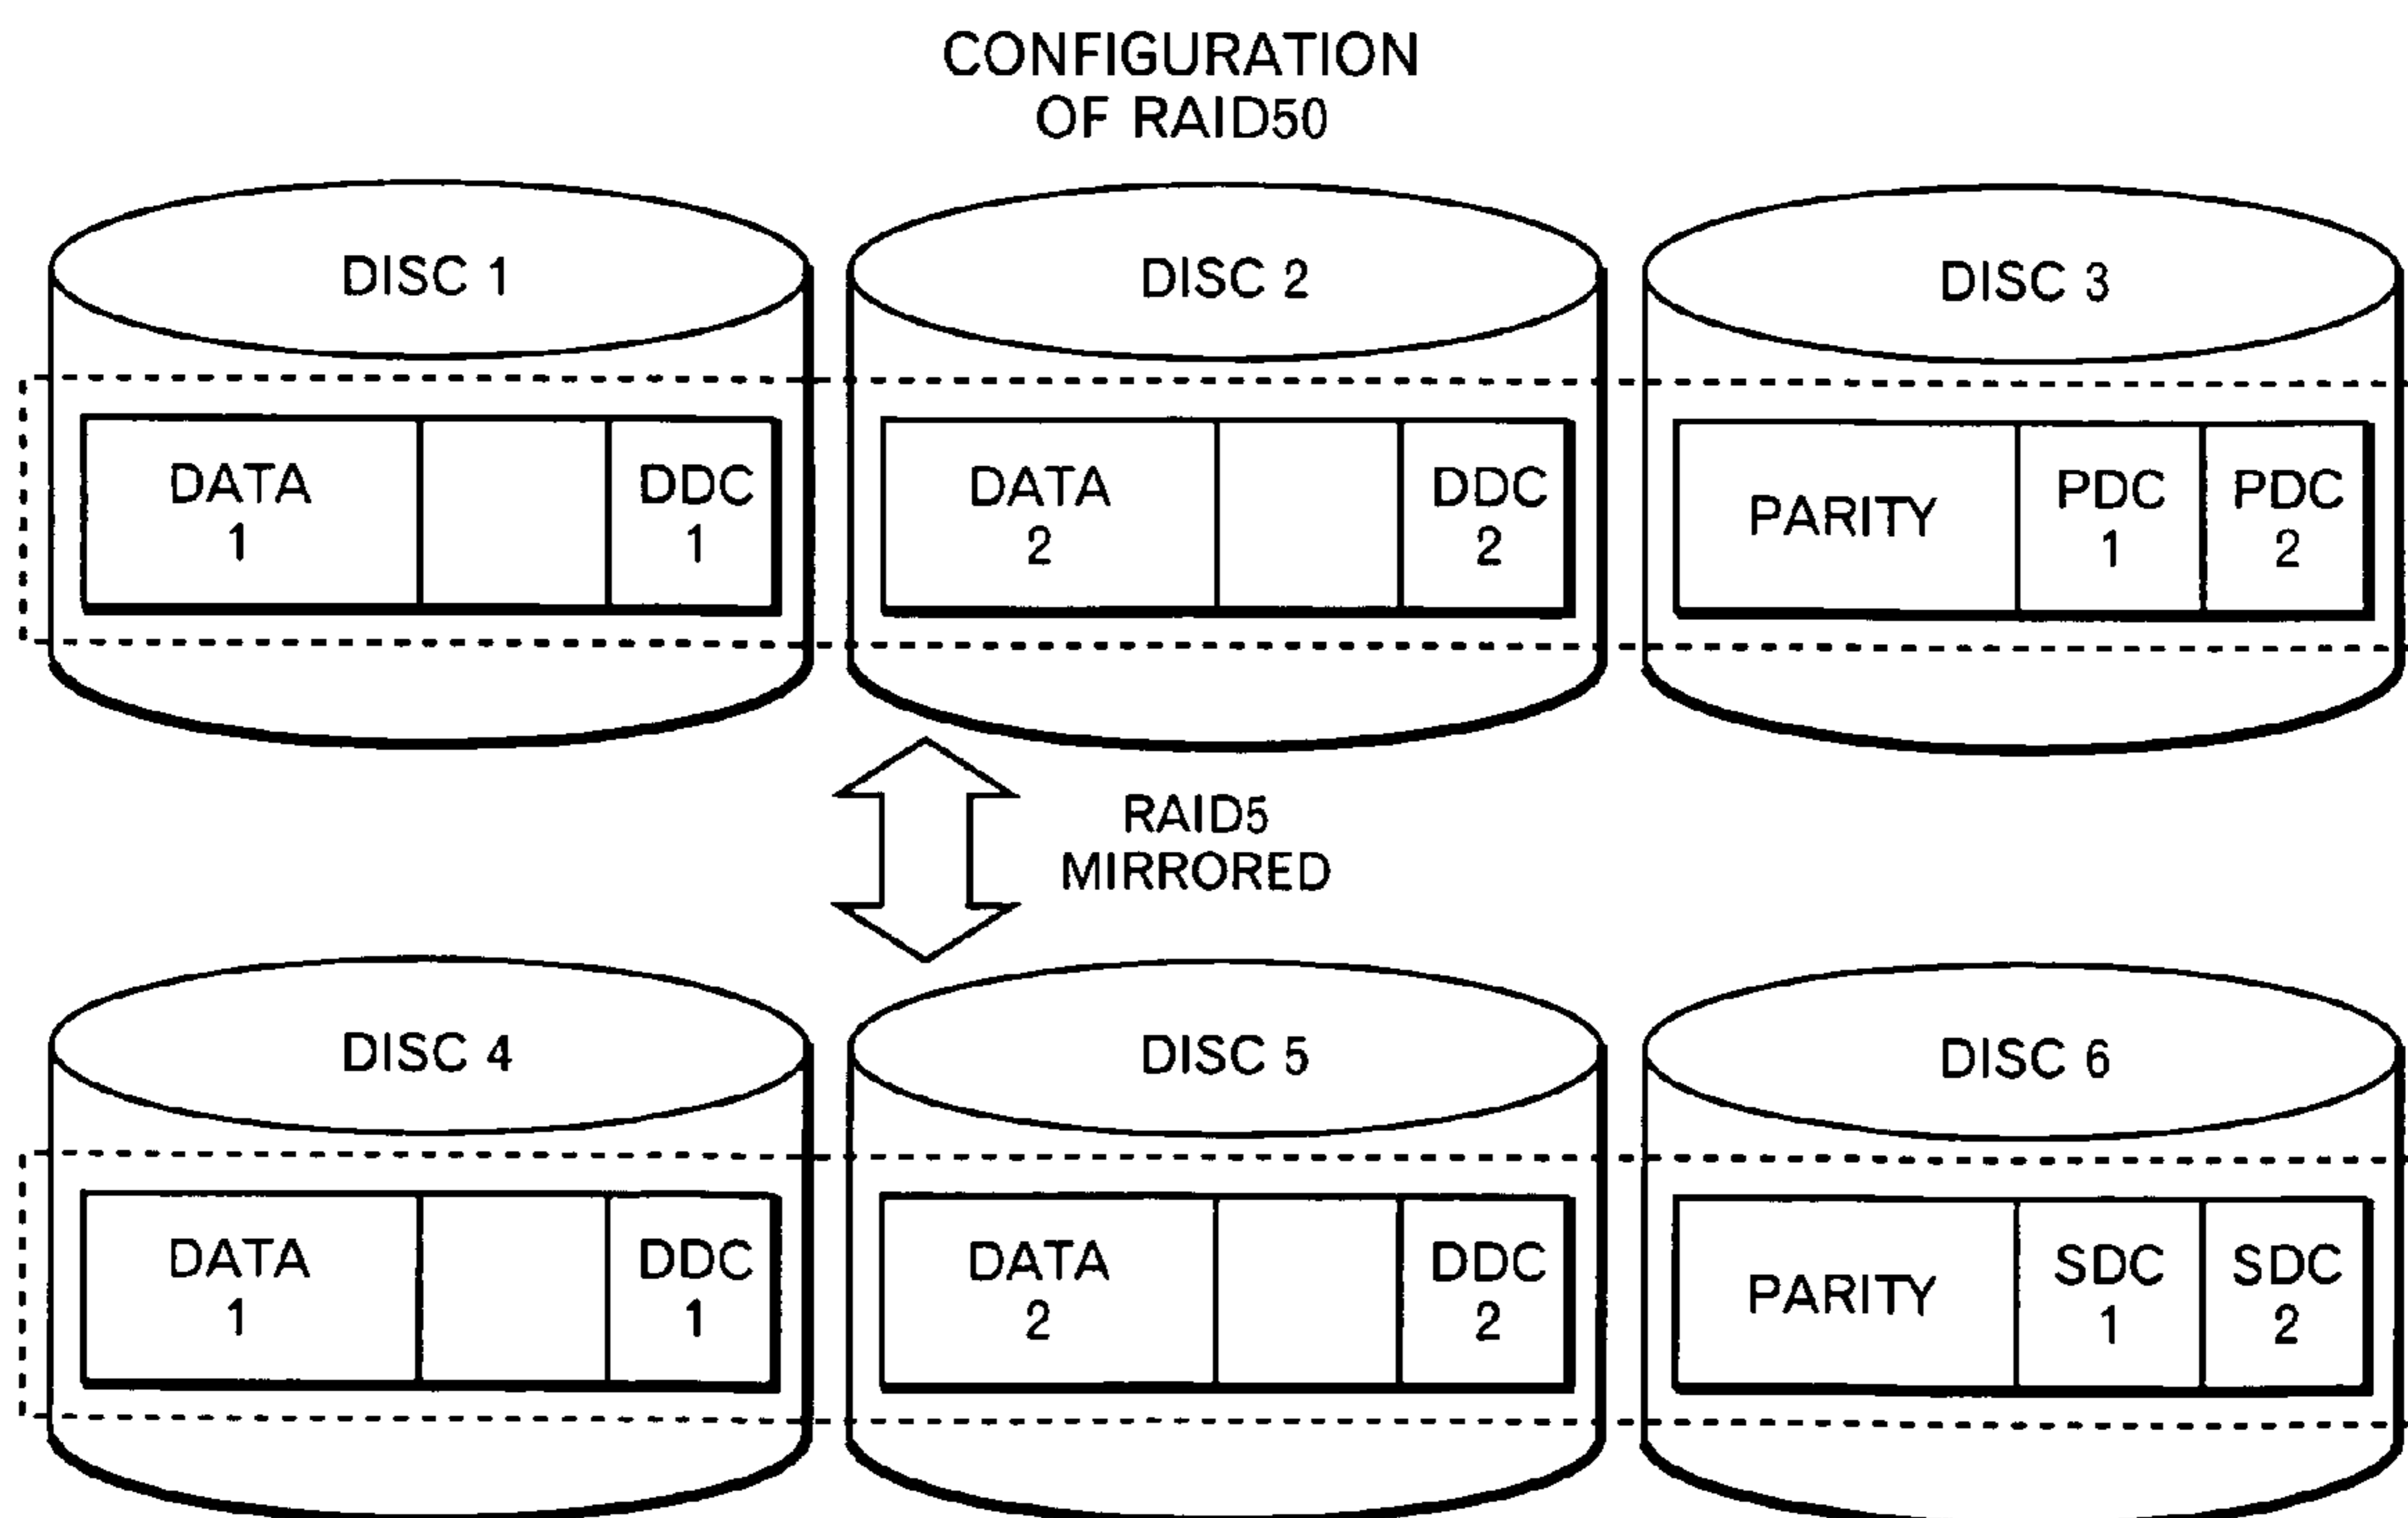 CONFIGURATION
OF RAID50
DISC 1
DISC 2
DISC 3
DATA
1
DDC
1
DATA
2
DDC
2
PARITY
PDC
1
PDC
2
RAID5
MIRRORED
DISC 4
DISC 5
DISC 6
DATA
1
DDC
1
DATA
2
DDC
2
PARITY
SDC
1
SDC
2